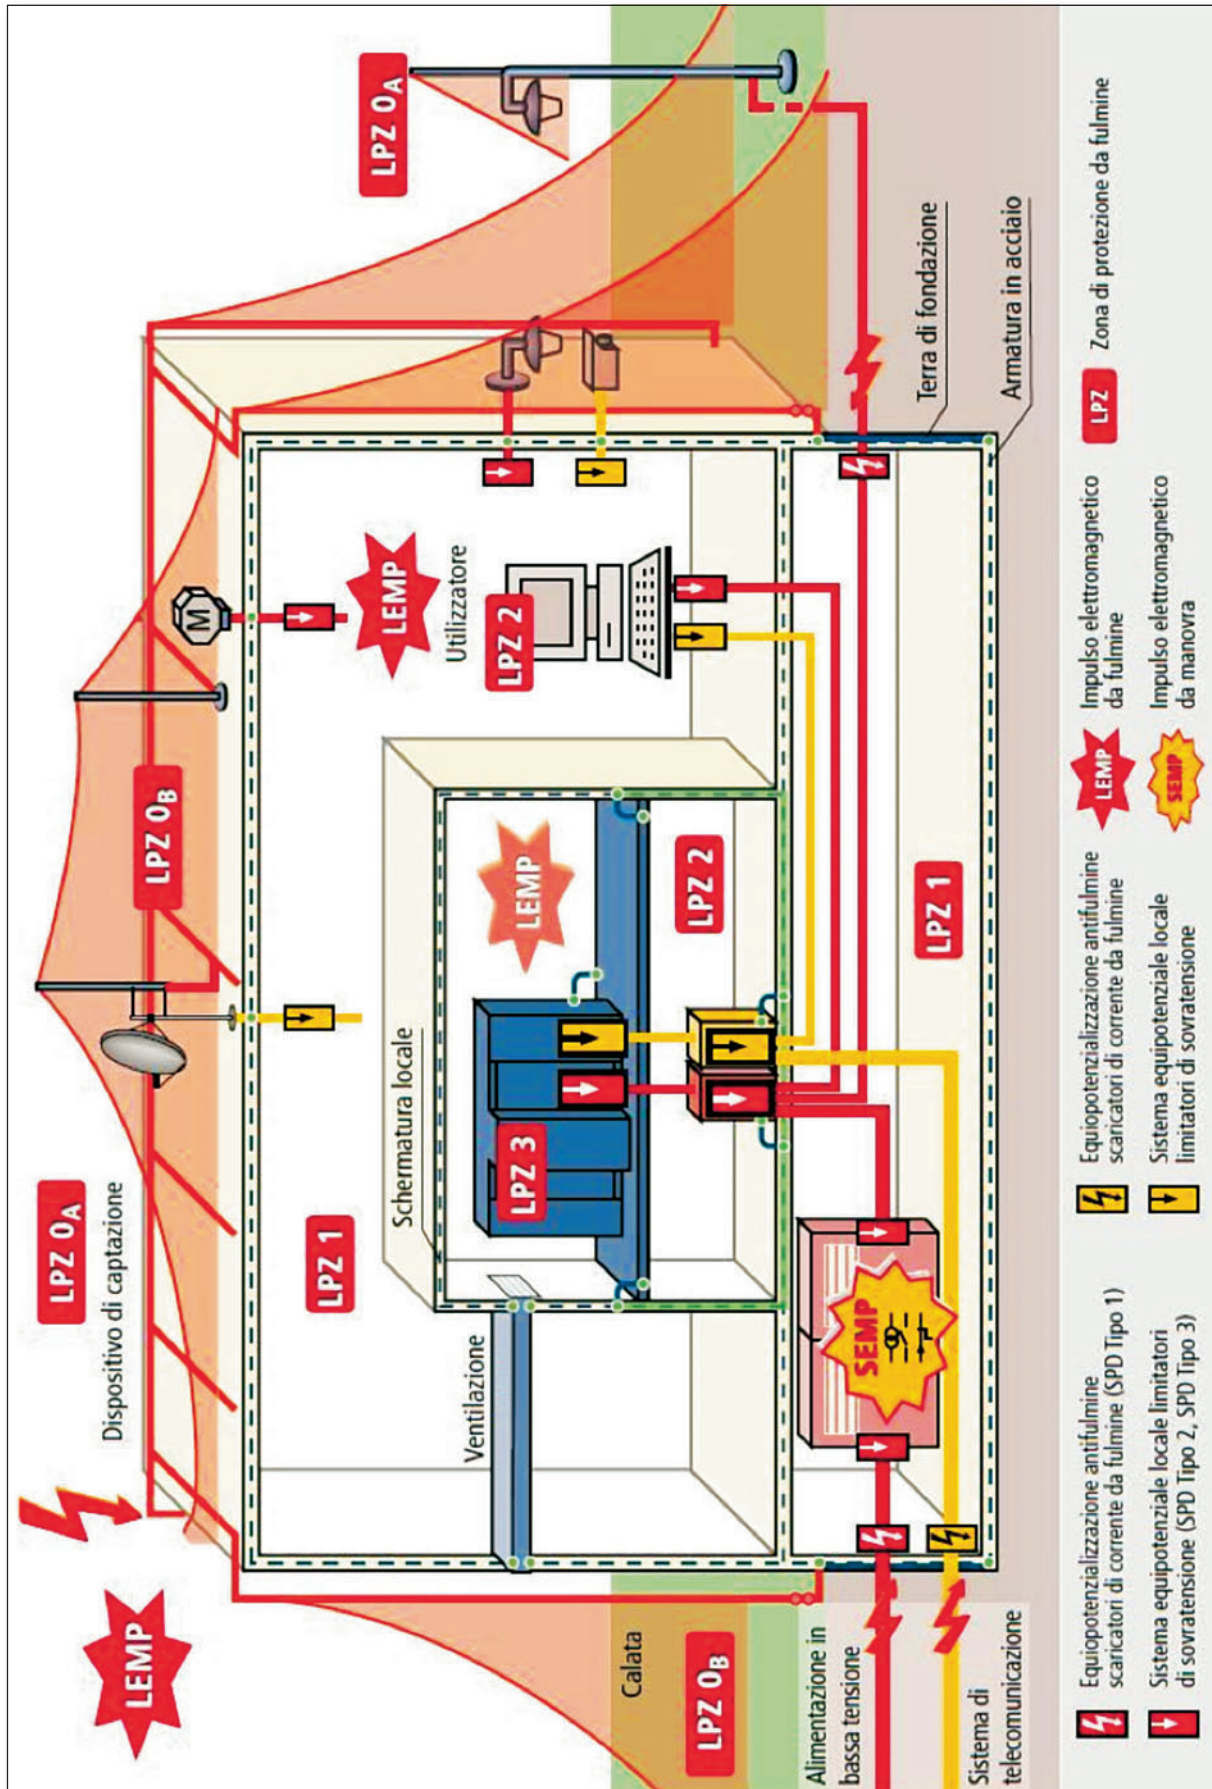 LEMP
LPZ 0A
Dispositivo di captazione
LPZ 0B
LPZ 0A
M
LPZ 1
Ventilazione
Schermatura locale
LPZ 3
LEMP
LPZ 2
LEMP
Utilizzatore
LPZ 2
Calata
LPZ 0B
Alimentazione in
bassa tensione
Sistema di
telecomunicazione
SEMP
LPZ 1
Terra di fondazione
Armatura in acciaio
Equiopotenzializzazione antifulmine
scaricatori di corrente da fulmine (SPD Tipo 1)
Sistema equipotenziale locale limitatori
di sovratensione (SPD Tipo 2, SPD Tipo 3)
Equiopotenzializzazione antifulmine
scaricatori di corrente da fulmine
Sistema equipotenziale locale
limitatori di sovratensione
LEMP
Impulso elettromagnetico
da fulmine
SEMP
Impulso elettromagnetico
da manovra
LPZ
Zona di protezione da fulmine